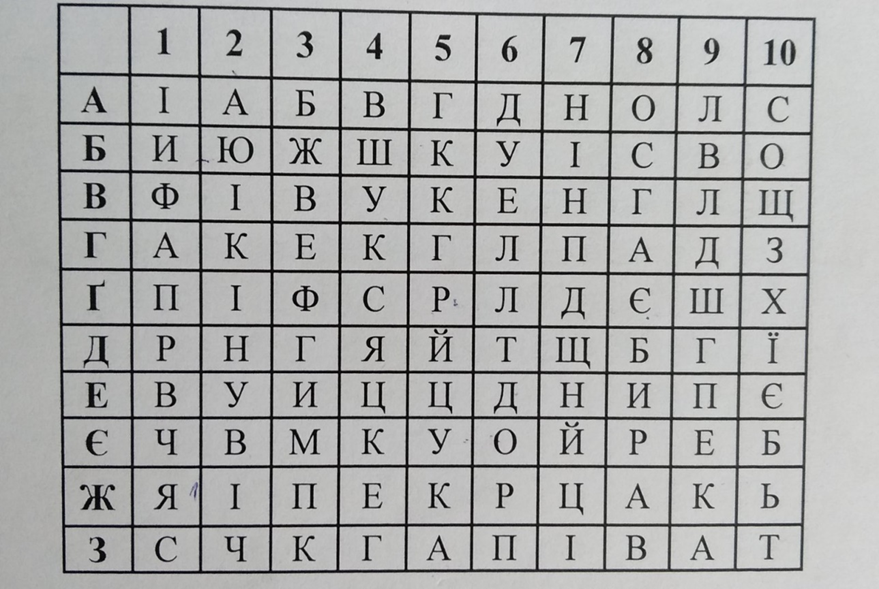 1 2 3 4 5 6 7 8 9 10
А І А Б В Г Д Н О Л С
Б И Ю Ж Ш К У І С В О
В Ф І В У К Е Н Г Л Щ
Г А К Е К Г Л П А Д З
Ґ П І Ф С Р Л Д Є Ш Х
Д Р Н Г Я Й Т Щ Б Г Ї
Е В У И Ц Ц Д Н И П Є
Є Ч В М К У О Й Р Е Б
Ж Я І П Е К Р Ц А К Ь
З С Ч К Г А П І В А Т